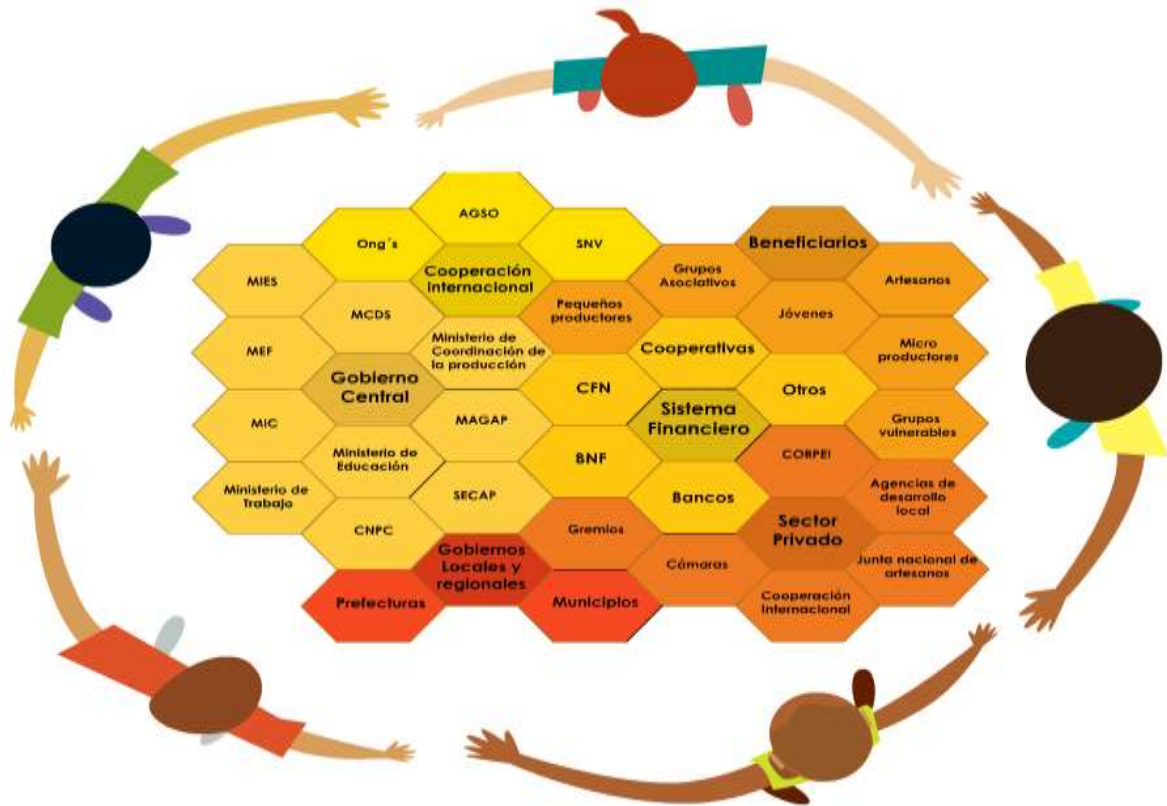 AGSO
Ong´s
SNV
Cooperación
internacional
Beneficiarios
MIES
MCDS
Pequeños
productores
Grupos
Asociativos
Jóvenes
Artesanos
MEF
Ministerio de
Coordinación de
la producción
Cooperativas
Micro
productores
Gobierno
Central
CFN
Otros
MIC
MAGAP
Sistema
Financiero
Grupos
vulnerables
Ministerio de
Educación
BNF
CORPEI
Ministerio de
Trabajo
SECAP
Bancos
Agencias de
desarrollo
local
CNPC
Gremios
Sector
Privado
Gobiernos
Locales y
regionales
Cámaras
Junta nacional de
artesanos
Prefecturas
Municipios
Cooperación
Internacional